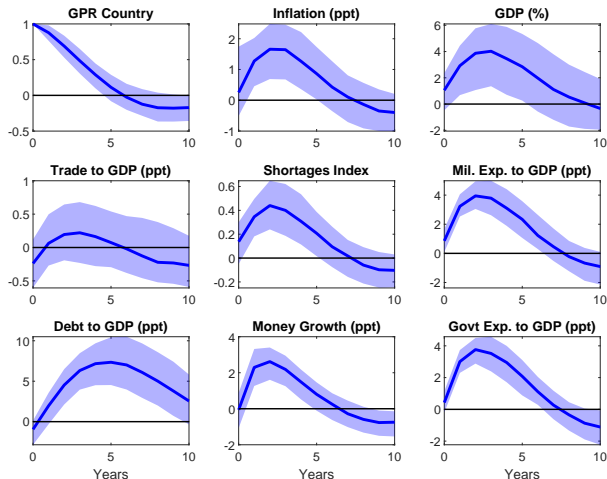 GPR Country Inflation (ppt) GDP (%)
1
0.5
0
-0.5
0 5 10
2
1
0
-1
0 5 10
6
4
2
0
-2
0 5 10
Trade to GDP (ppt) Shortages Index Mil. Exp. to GDP (ppt)
1
0.5
0
-0.5
0 5 10
0.6
0.4
0.2
0
-0.2
0 5 10
4
2
0
-2
0 5 10
Debt to GDP (ppt) Money Growth (ppt) Govt Exp. to GDP (ppt)
10
5
0
0 5 10
Years
4
2
0
-2
0 5 10
Years
4
2
0
-2
0 5 10
Years